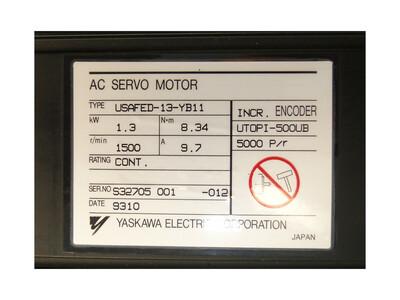 AC SERVO MOTOR
TYPE USAFED-13-YB11
kW 1.3 N·m 8.34
r/min 1500 A 9.7
RATING CONT.
SER.NO S32705 001 -012
DATE 9310
INCR. ENCODER
UTOPI-500UB
5000 P/r
YASKAWA ELECTRIC CORPORATION
JAPAN